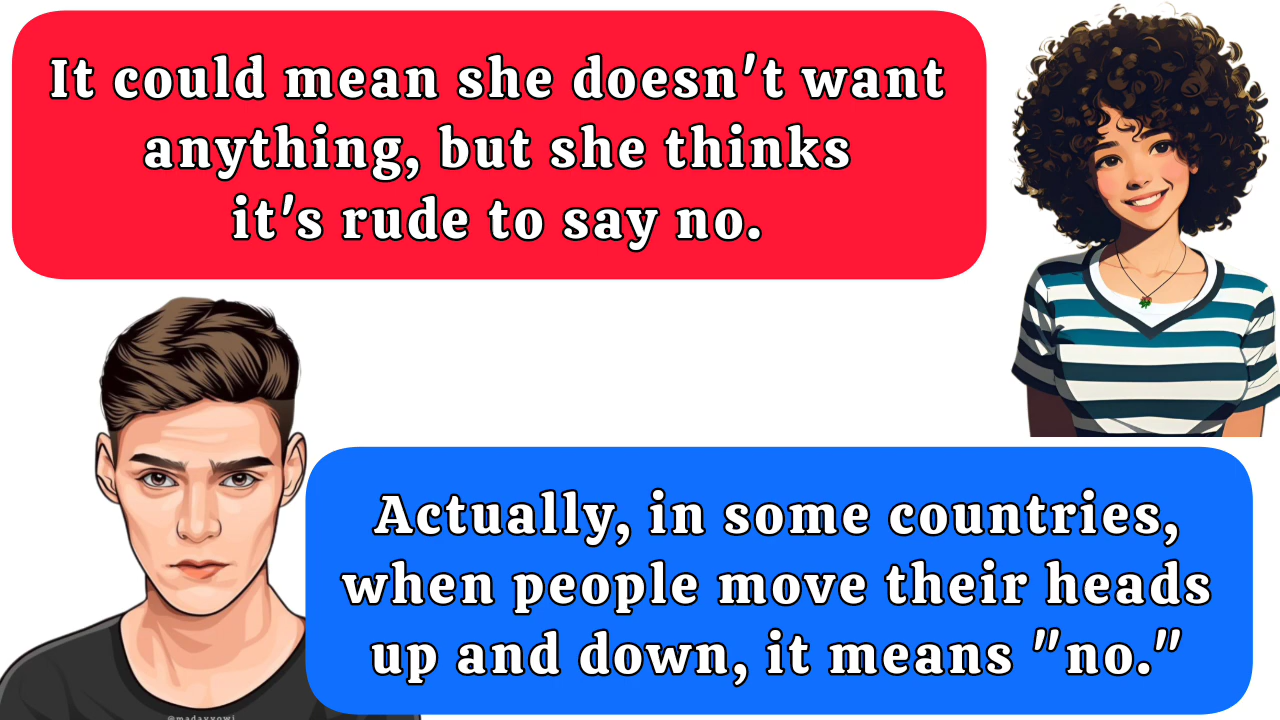 It could mean she doesn't want
anything, but she thinks
it's rude to say no.
Actually, in some countries,
when people move their heads
up and down, it means "no."